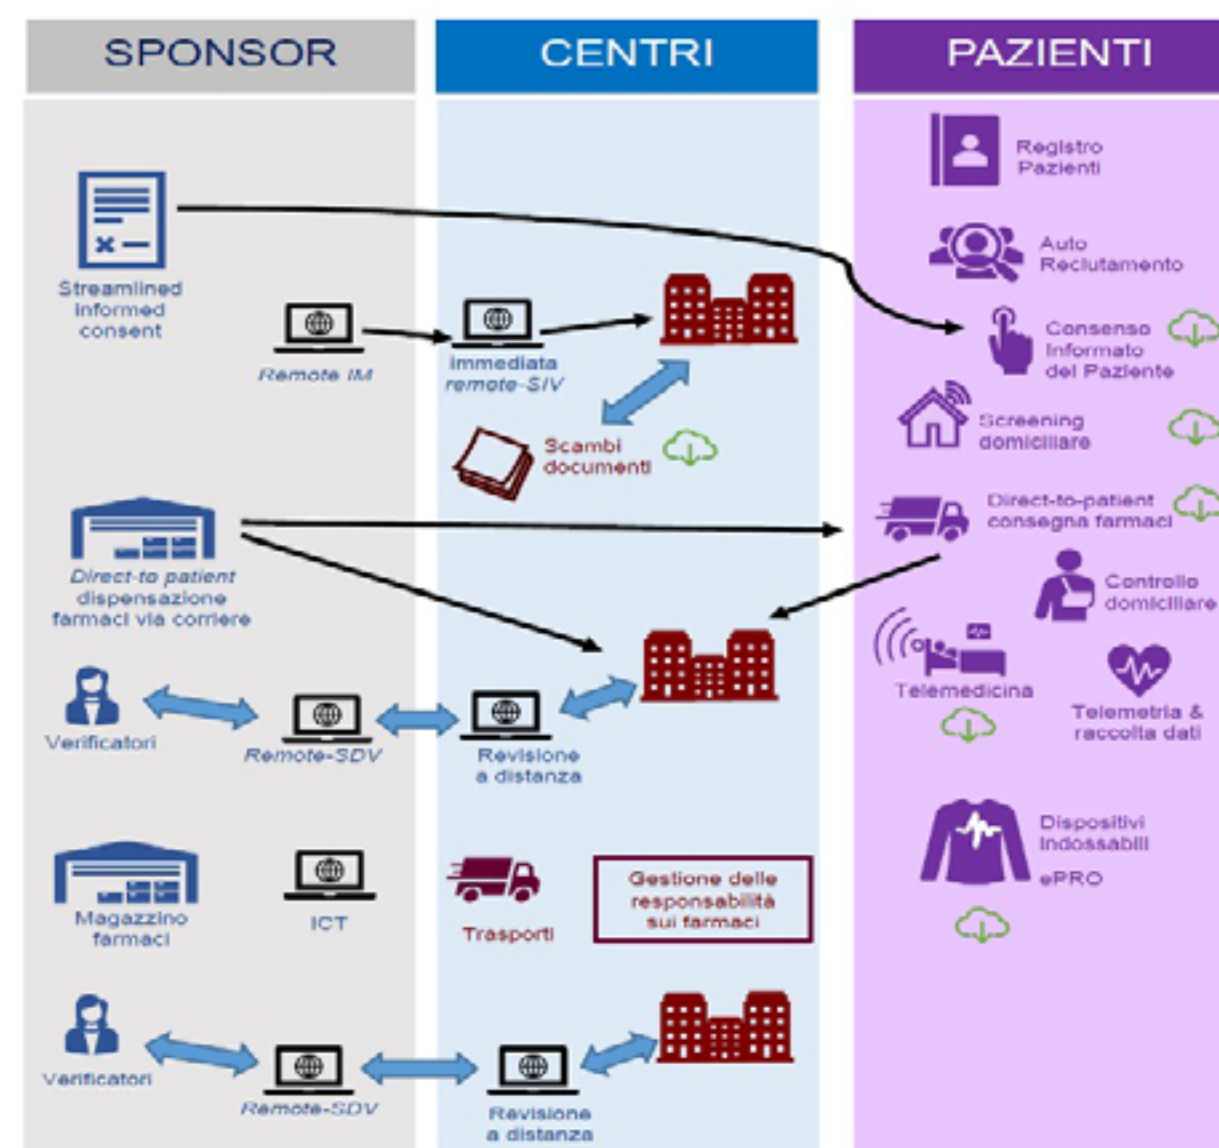 SPONSOR
CENTRI
PAZIENTI
Streamlined
Informed
consent
Remote IM
immediata
remote-SIV
Scambi
documenti
Direct-to patient
dispensazione
farmaci via corriere
Verificatori
Remote-SDV
Revisione
a distanza
Magazzino
farmaci
ICT
Trasporti
Gestione delle
responsabilità
sui farmaci
Verificatori
Remote-SDV
Revisione
a distanza
Registro
Pazienti
Auto
Reclutamento
Consenso
Informato
del Paziente
Screening
domiciliare
Direct-to-patient
consegna farmaci
Controllo
domiciliare
Telemedicina
Telemetria &
raccolta dati
Dispositivi
Indossabili
ePRO